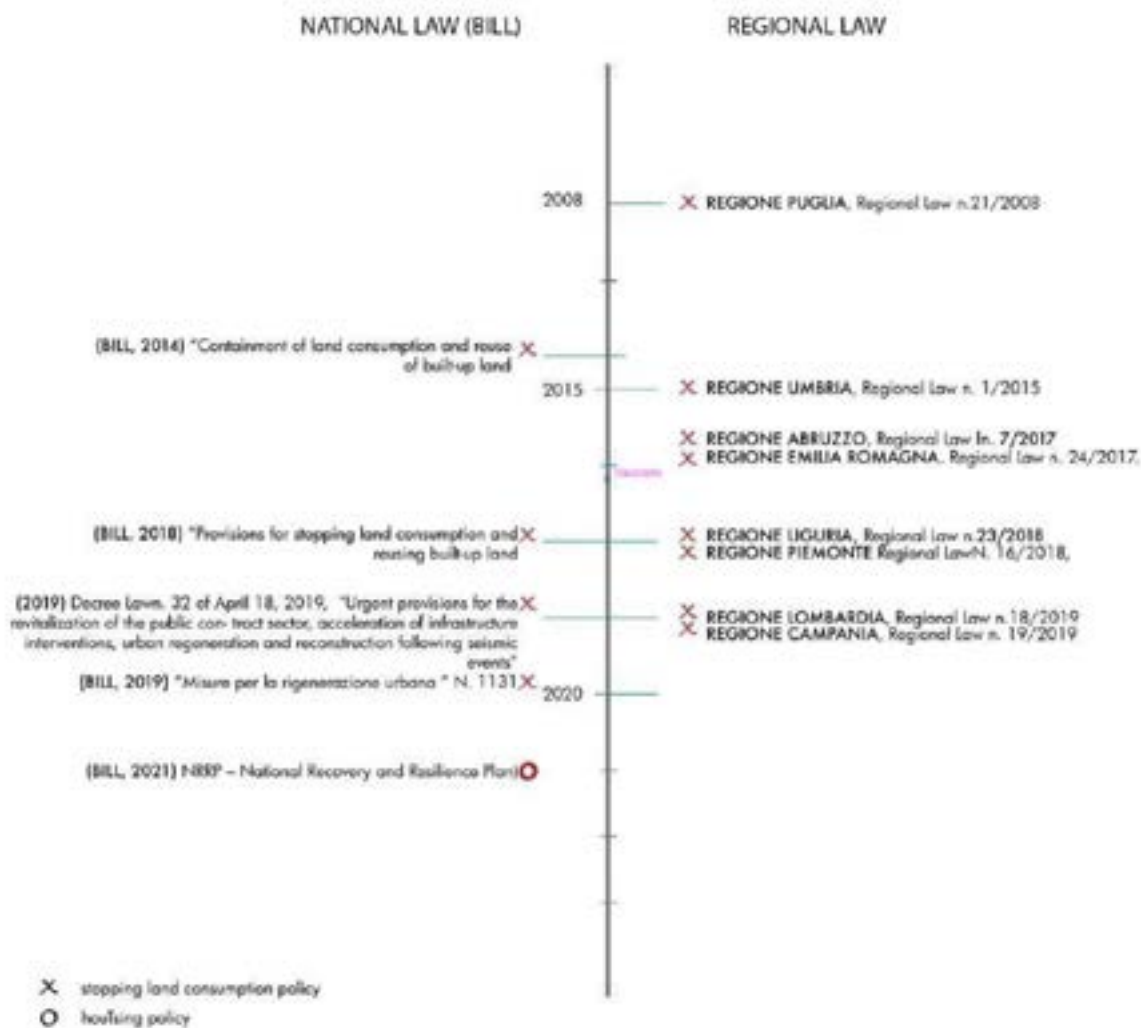 NATIONAL LAW (BILL)
REGIONAL LAW
2008
REGIONE PUGLIA, Regional Law n.21/2008
(BILL, 2014) "Containment of land consumption and reuse
of built-up land
2015
REGIONE UMBRIA, Regional Law n. 1/2015
REGIONE ABRUZZO, Regional Law ln. 7/2017
REGIONE EMILIA ROMAGNA. Regional Law n. 24/2017.
(BILL, 2018) "Provisions for stopping land consumption and
reusing built-up land
REGIONE LIGURIA, Regional Law n.23/2018
REGIONE PIEMONTE Regional LawN. 16/2018,
(2019) Decree Lawn. 32 of April 18, 2019, "Urgent provisions for the
revitalization of the public con- tract sector, acceleration of infrastructure
interventions, urban regeneration and reconstruction following seismic
events"
REGIONE LOMBARDIA, Regional Law n.18/2019
REGIONE CAMPANIA, Regional Law n. 19/2019
(BILL, 2019) "Misure per la rigenerazione urbana " N. 1131
2020
(BILL, 2021) NRRP – National Recovery and Resilience Plan)
stopping land consumption policy
houTsing policy